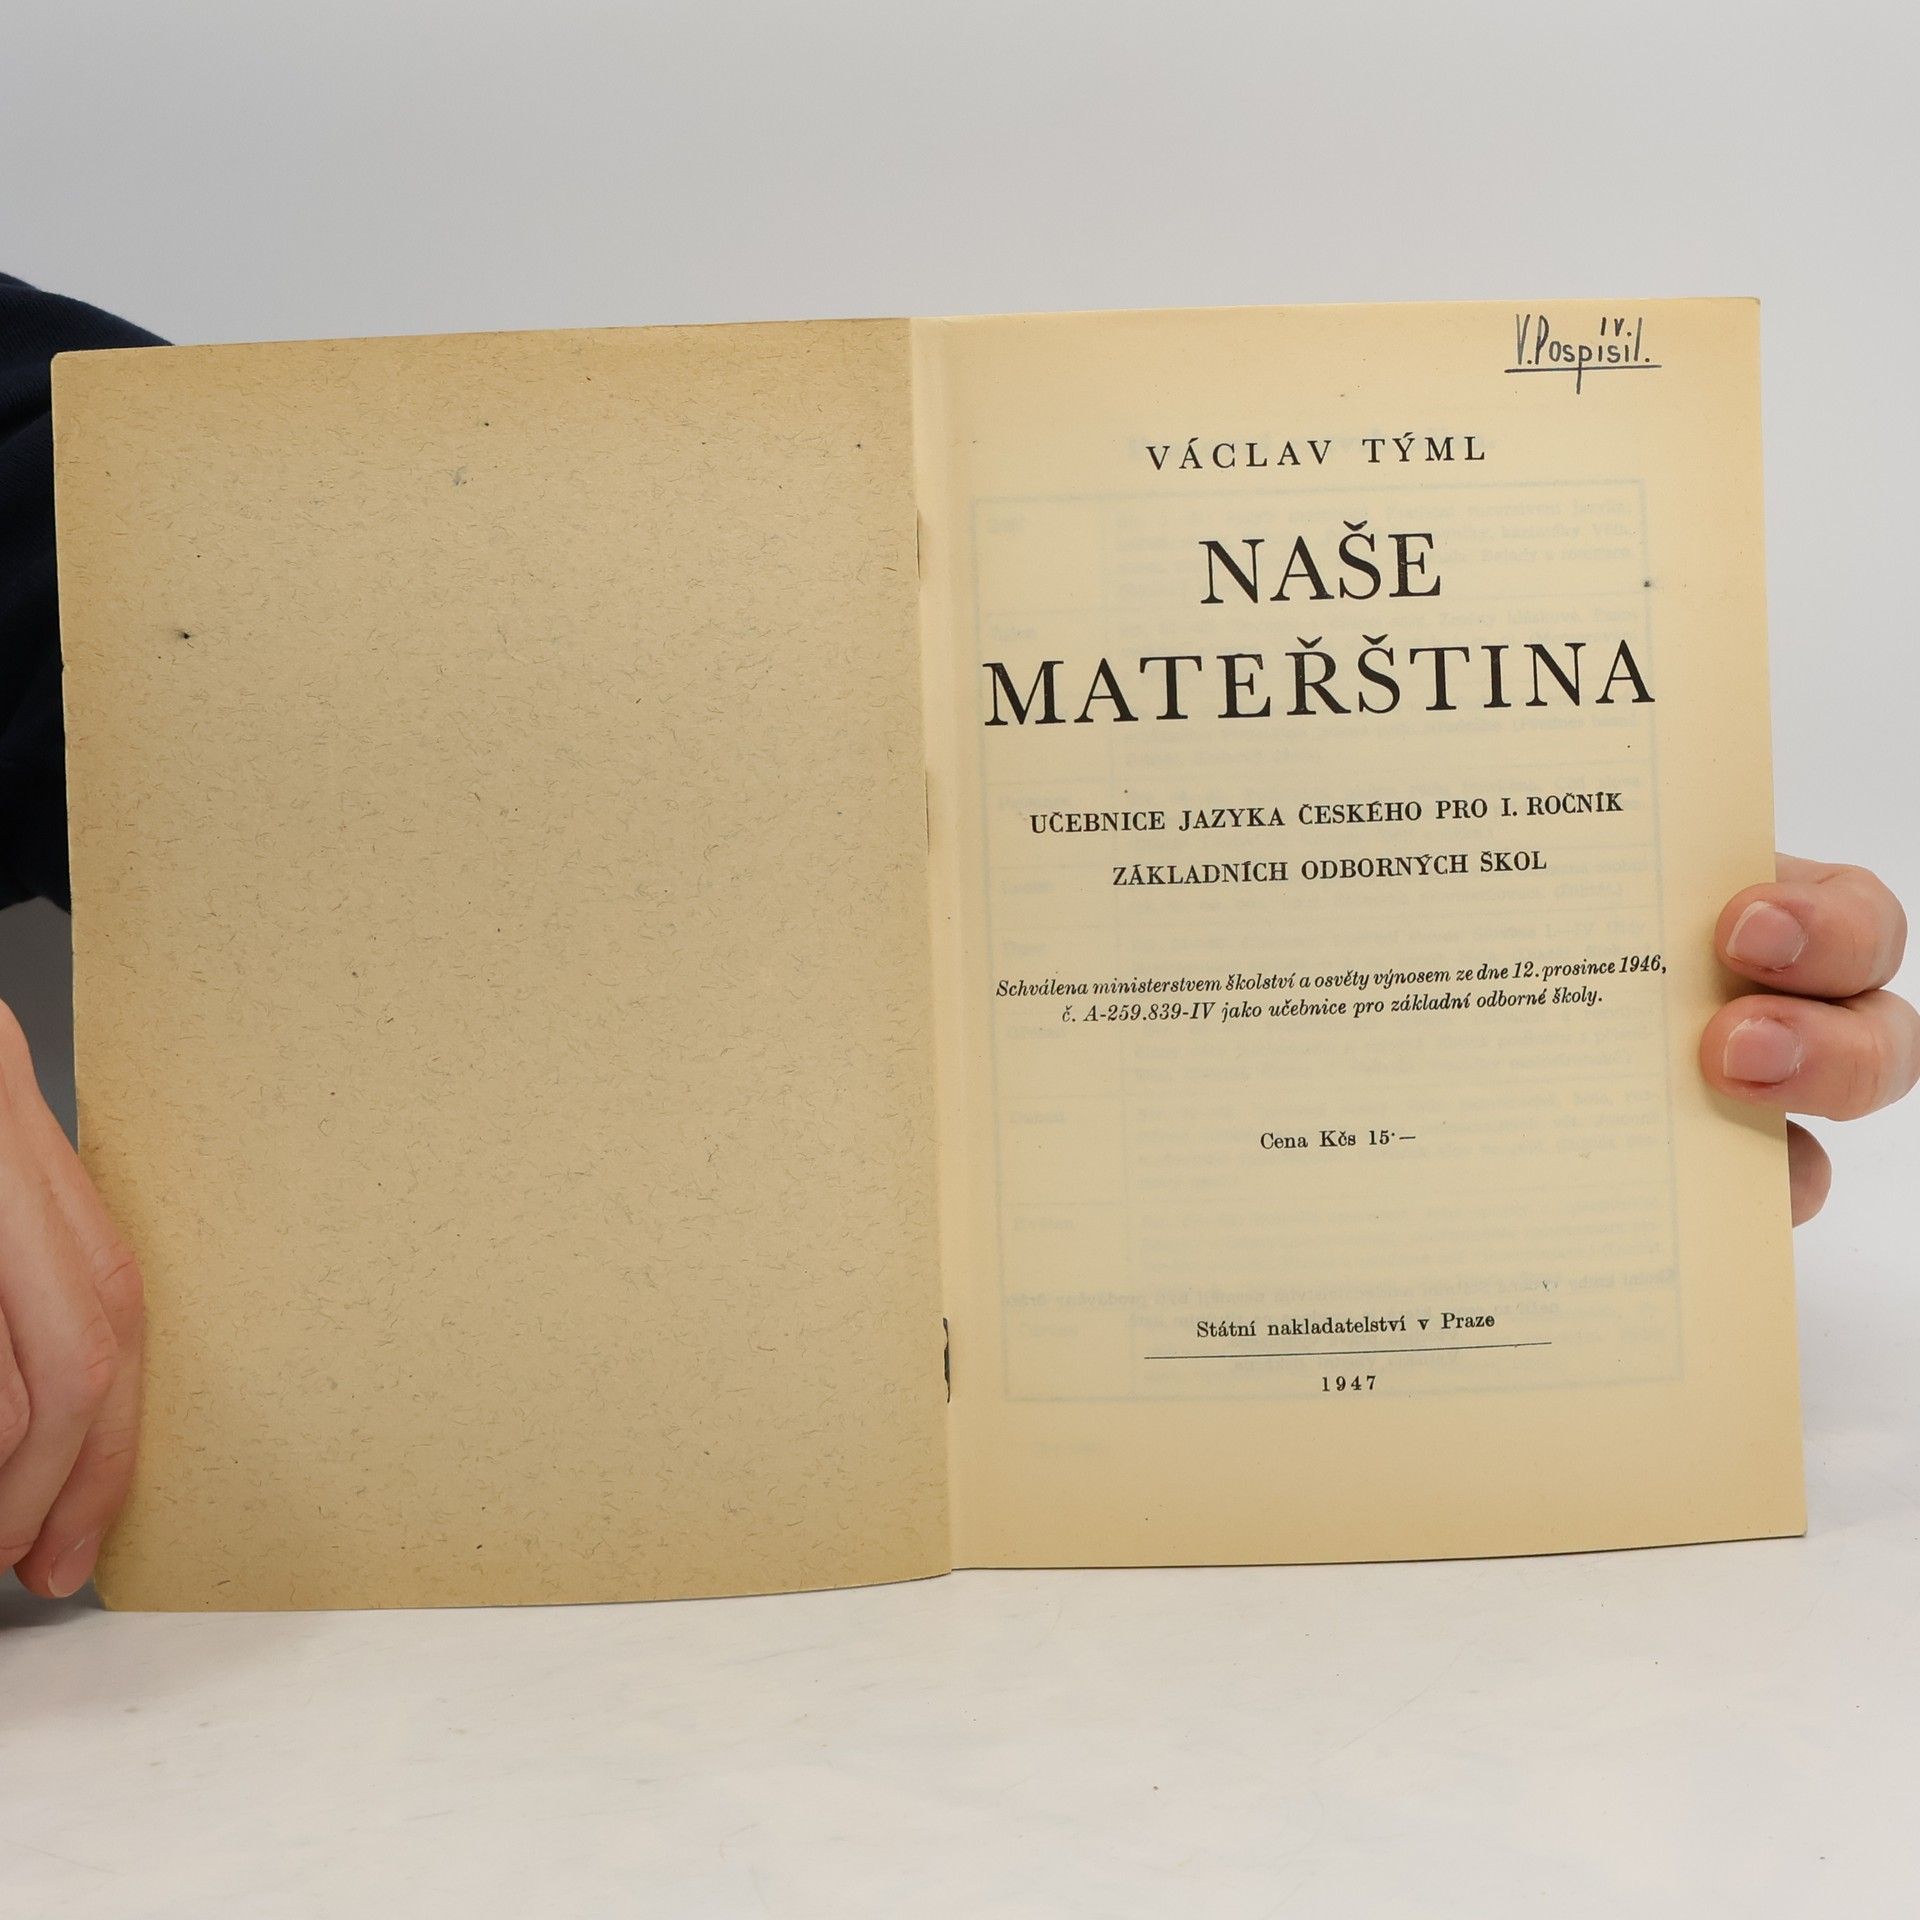 IV.
V. Pospíšil.
VÁCLAV TÝML
NAŠE
MATEŘŠTINA
UČEBNICE JAZYKA ČESKÉHO PRO I. ROČNÍK
ZÁKLADNÍCH ODBORNÝCH ŠKOL
Schválena ministerstvem školství a osvěty výnosem ze dne 12. prosince 1946,
č. A-259.839-IV jako učebnice pro základní odborné školy.
Cena Kčs 15·—
Státní nakladatelství v Praze
1947